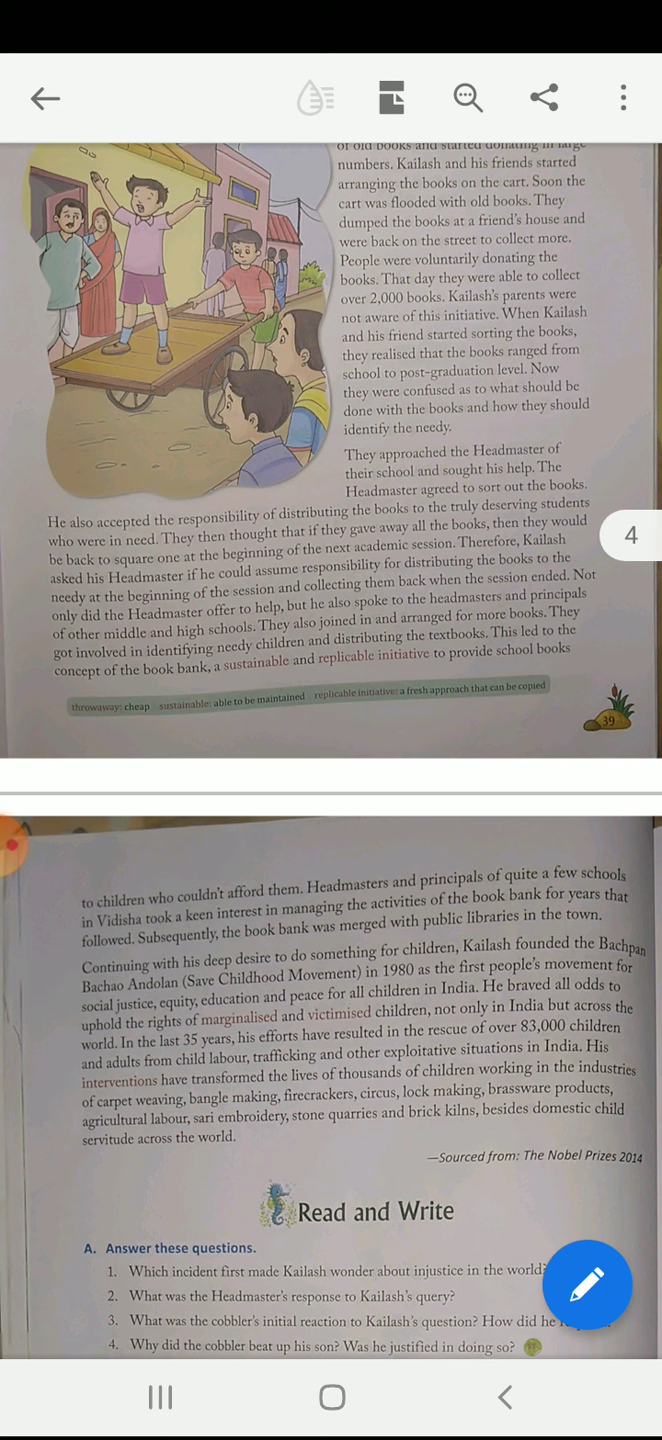 of old books and started donating in large
numbers. Kailash and his friends started
arranging the books on the cart. Soon the
cart was flooded with old books. They
dumped the books at a friend's house and
were back on the street to collect more.
People were voluntarily donating the
books. That day they were able to collect
over 2,000 books. Kailash's parents were
not aware of this initiative. When Kailash
and his friend started sorting the books,
they realised that the books ranged from
school to post-graduation level. Now
they were confused as to what should be
done with the books and how they should
identify the needy.
They approached the Headmaster of
their school and sought his help. The
Headmaster agreed to sort out the books.
He also accepted the responsibility of distributing the books to the truly deserving students
who were in need. They then thought that if they gave away all the books, then they would
be back to square one at the beginning of the next academic session. Therefore, Kailash
asked his Headmaster if he could assume responsibility for distributing the books to the
needy at the beginning of the session and collecting them back when the session ended. Not
only did the Headmaster offer to help, but he also spoke to the headmasters and principals
of other middle and high schools. They also joined in and arranged for more books. They
got involved in identifying needy children and distributing the textbooks. This led to the
concept of the book bank, a sustainable and replicable initiative to provide school books
4
throwaway: cheap sustainable: able to be maintained replicable initiative: a fresh approach that can be copied
39
to children who couldn't afford them. Headmasters and principals of quite a few schools
in Vidisha took a keen interest in managing the activities of the book bank for years that
followed. Subsequently, the book bank was merged with public libraries in the town.
Continuing with his deep desire to do something for children, Kailash founded the Bachpan
Bachao Andolan (Save Childhood Movement) in 1980 as the first people's movement for
social justice, equity, education and peace for all children in India. He braved all odds to
uphold the rights of marginalised and victimised children, not only in India but across the
world. In the last 35 years, his efforts have resulted in the rescue of over 83,000 children
and adults from child labour, trafficking and other exploitative situations in India. His
interventions have transformed the lives of thousands of children working in the industries
of carpet weaving, bangle making, firecrackers, circus, lock making, brassware products,
agricultural labour, sari embroidery, stone quarries and brick kilns, besides domestic child
servitude across the world.
—Sourced from: The Nobel Prizes 2014
Read and Write
A. Answer these questions.
1. Which incident first made Kailash wonder about injustice in the world?
2. What was the Headmaster's response to Kailash's query?
3. What was the cobbler's initial reaction to Kailash's question? How did he
4. Why did the cobbler beat up his son? Was he justified in doing so?